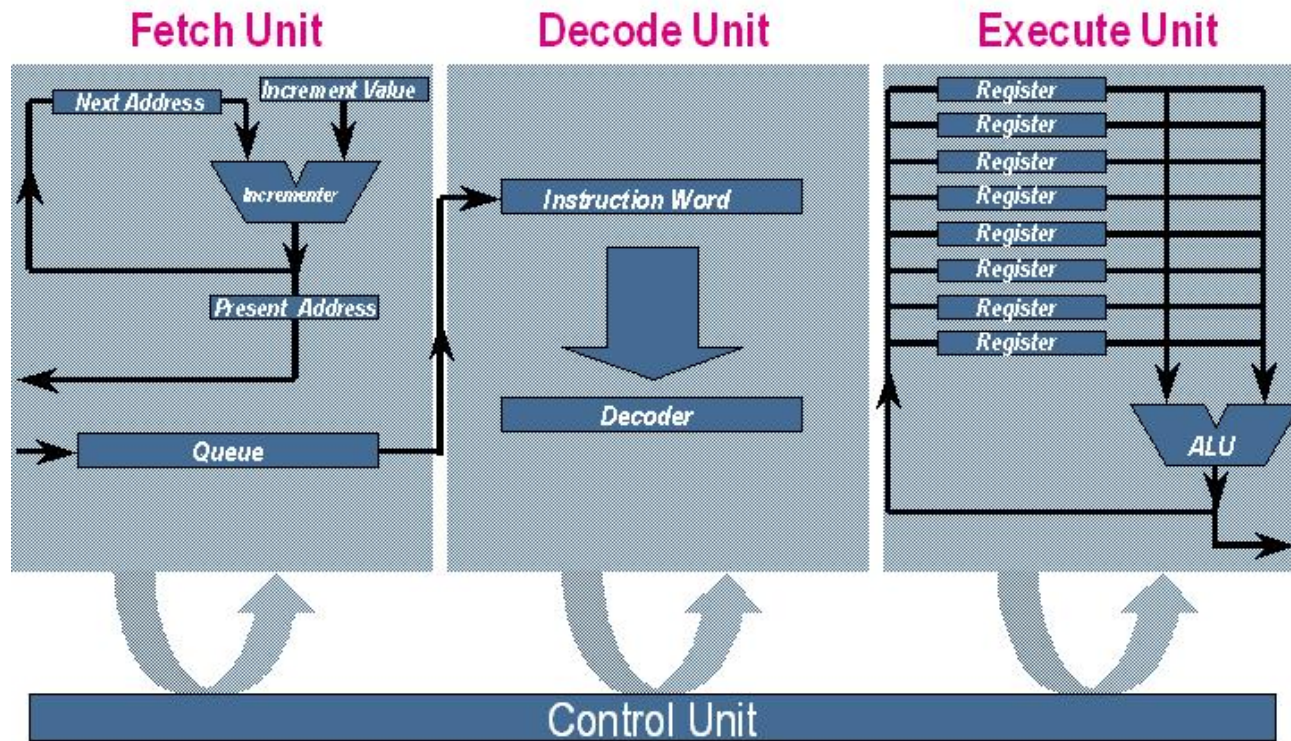 Fetch Unit
Decode Unit
Execute Unit
Next Address
Increment Value
Incrementer
Present Address
Queue
Instruction Word
Decoder
Register
Register
Register
Register
Register
Register
Register
Register
ALU
Control Unit